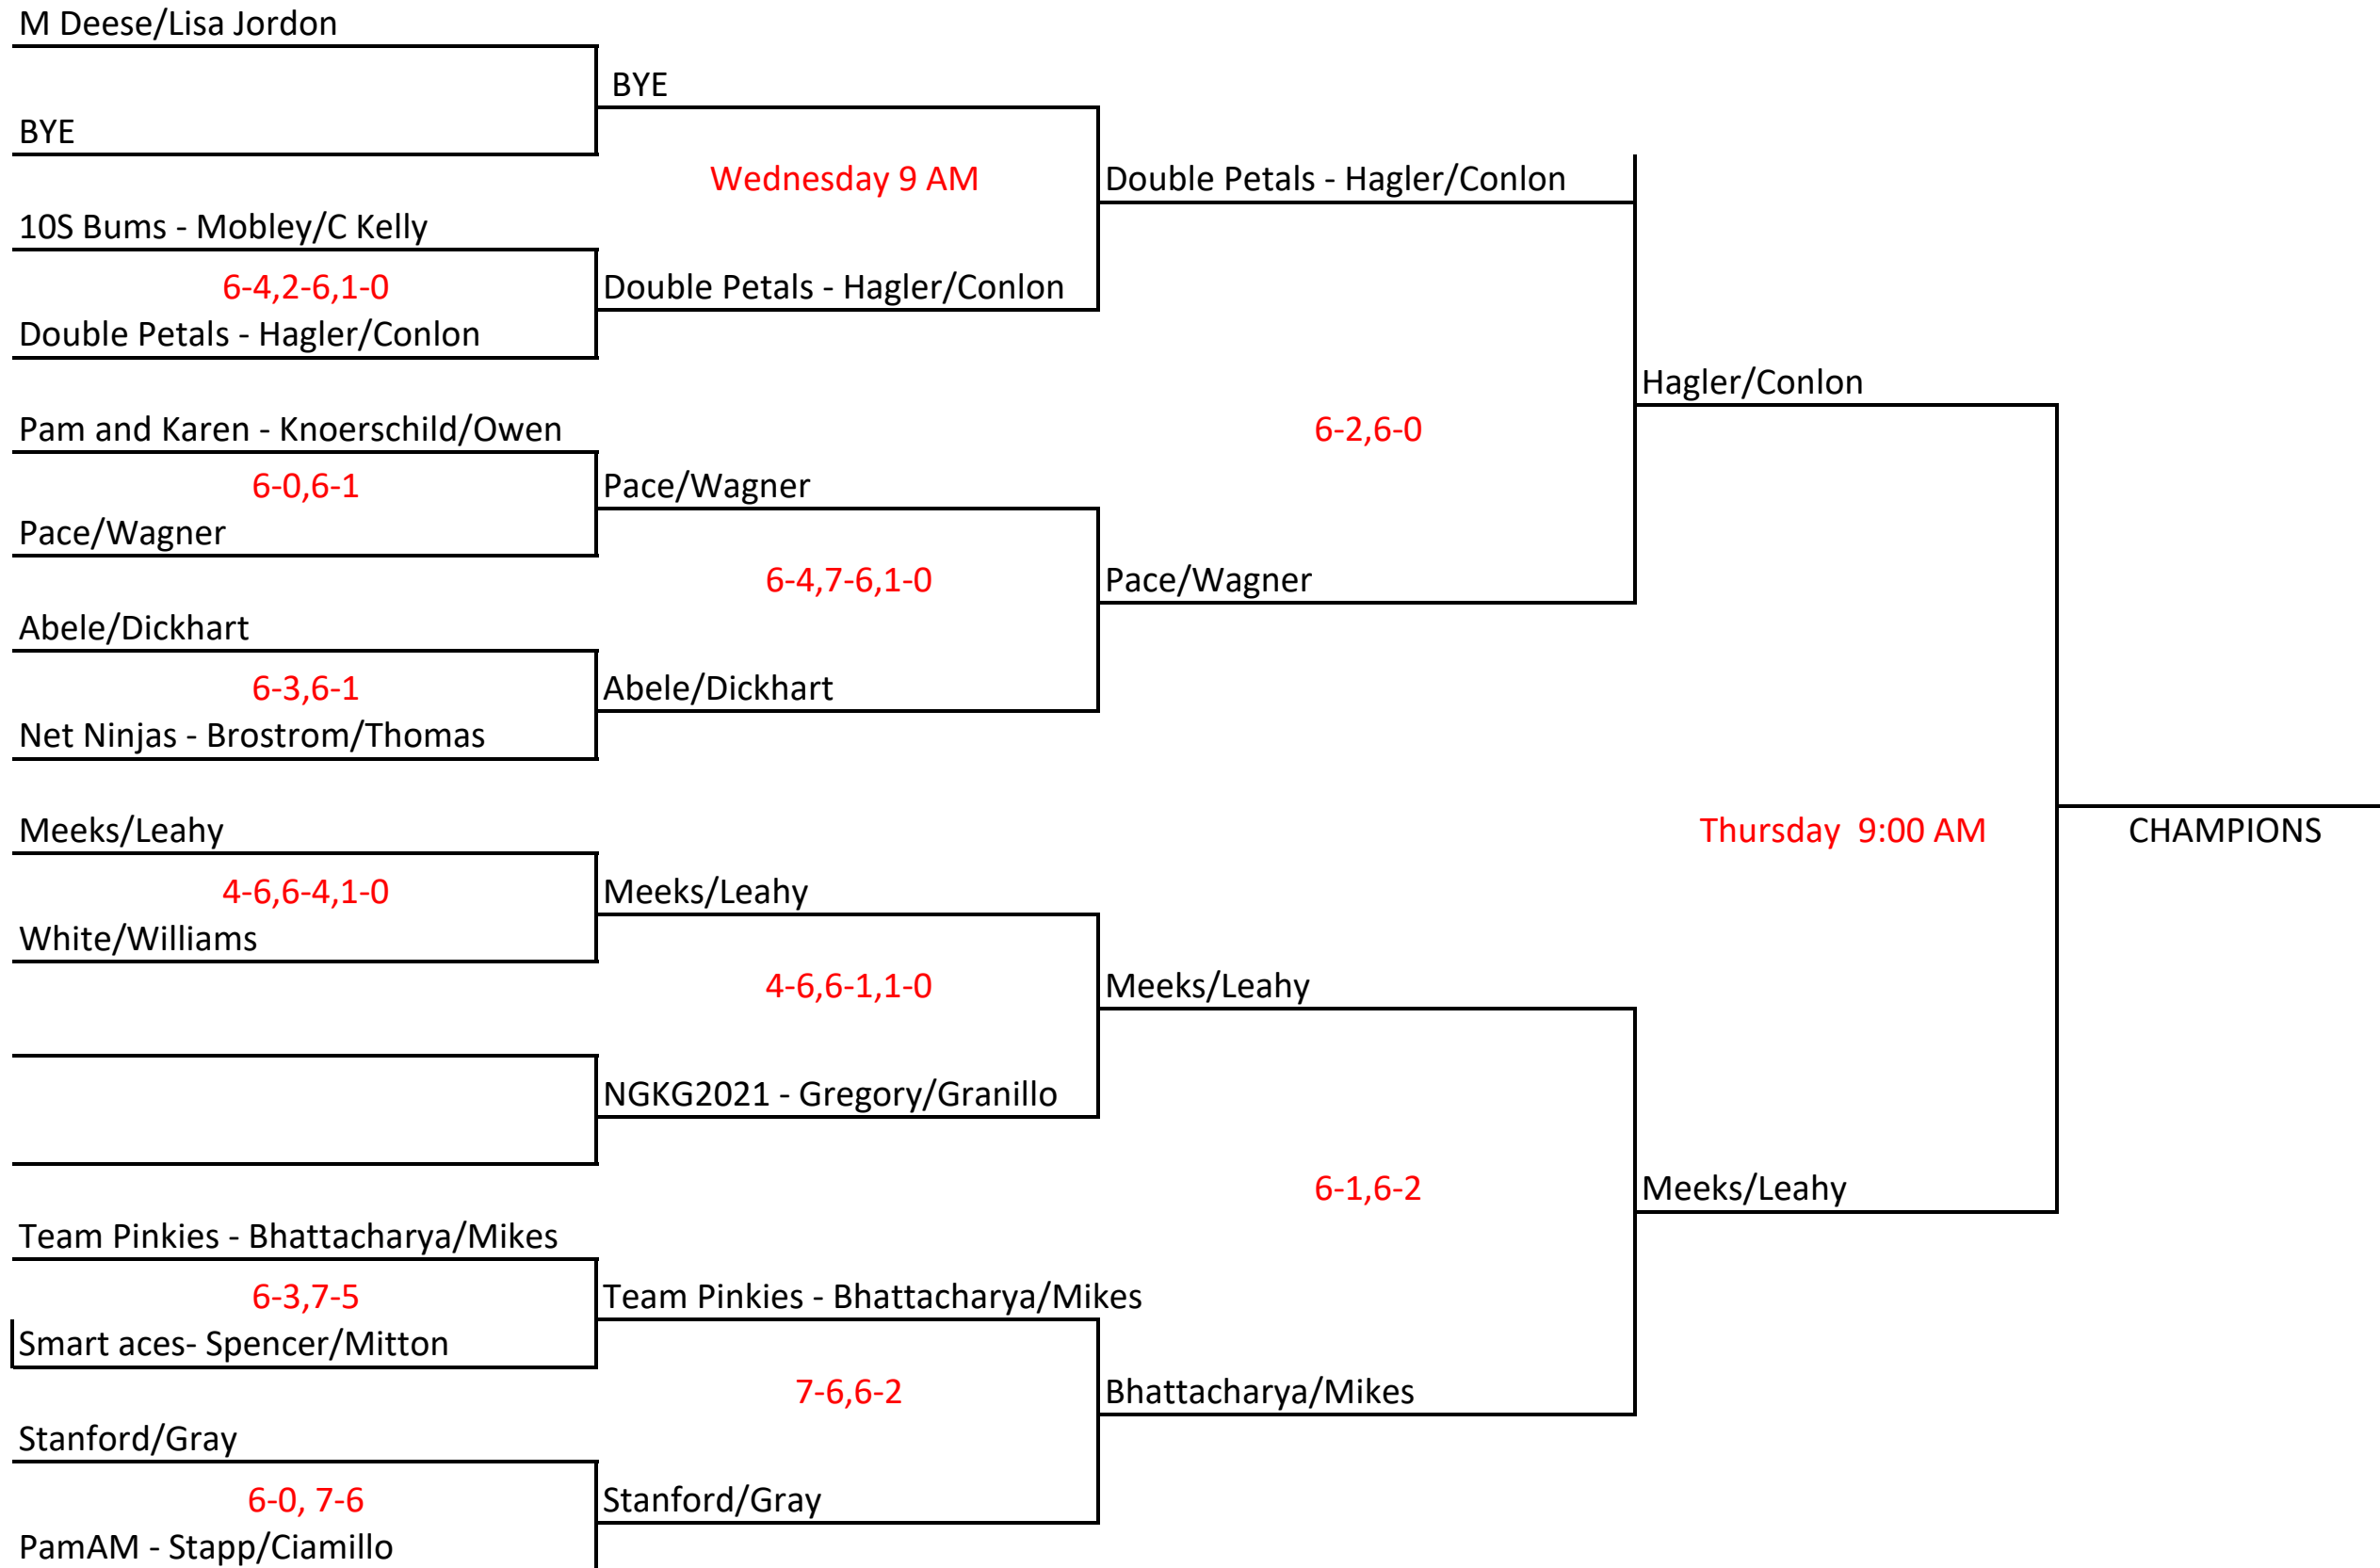 M Deese/Lisa Jordon
BYE
BYE
Wednesday 9 AM
Double Petals - Hagler/Conlon
10S Bums - Mobley/C Kelly
6-4,2-6,1-0
Double Petals - Hagler/Conlon
Double Petals - Hagler/Conlon
Hagler/Conlon
Pam and Karen - Knoerschild/Owen
6-2,6-0
6-0,6-1
Pace/Wagner
Pace/Wagner
6-4,7-6,1-0
Pace/Wagner
Abele/Dickhart
6-3,6-1
Abele/Dickhart
Net Ninjas - Brostrom/Thomas
Meeks/Leahy
Thursday  9:00 AM
CHAMPIONS
4-6,6-4,1-0
Meeks/Leahy
White/Williams
4-6,6-1,1-0
Meeks/Leahy
NGKG2021 - Gregory/Granillo
6-1,6-2
Meeks/Leahy
Team Pinkies - Bhattacharya/Mikes
6-3,7-5
Team Pinkies - Bhattacharya/Mikes
Smart aces- Spencer/Mitton
7-6,6-2
Bhattacharya/Mikes
Stanford/Gray
6-0, 7-6
Stanford/Gray
PamAM - Stapp/Ciamillo